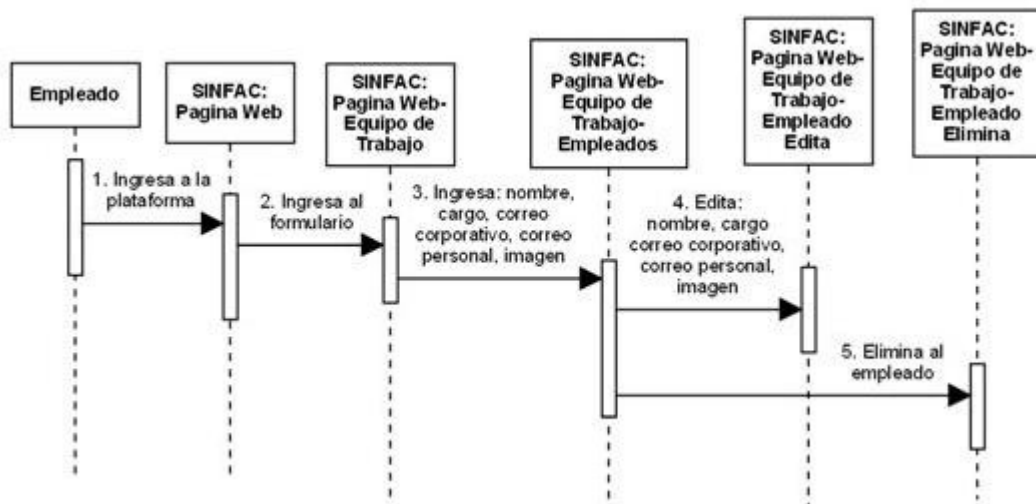 Empleado
SINFAC:
Pagina Web
SINFAC:
Pagina Web-
Equipo de
Trabajo
SINFAC:
Pagina Web-
Equipo de
Trabajo-
Empleados
SINFAC:
Pagina Web-
Equipo de
Trabajo-
Empleado
Edita
SINFAC:
Pagina Web-
Equipo de
Trabajo-
Empleado
Elimina
1. Ingresa a la
plataforma
2. Ingresa al
formulario
3. Ingresa: nombre,
cargo, correo
corporativo, correo
personal, imagen
4. Edita:
nombre, cargo
correo corporativo,
correo personal,
imagen
5. Elimina al
empleado